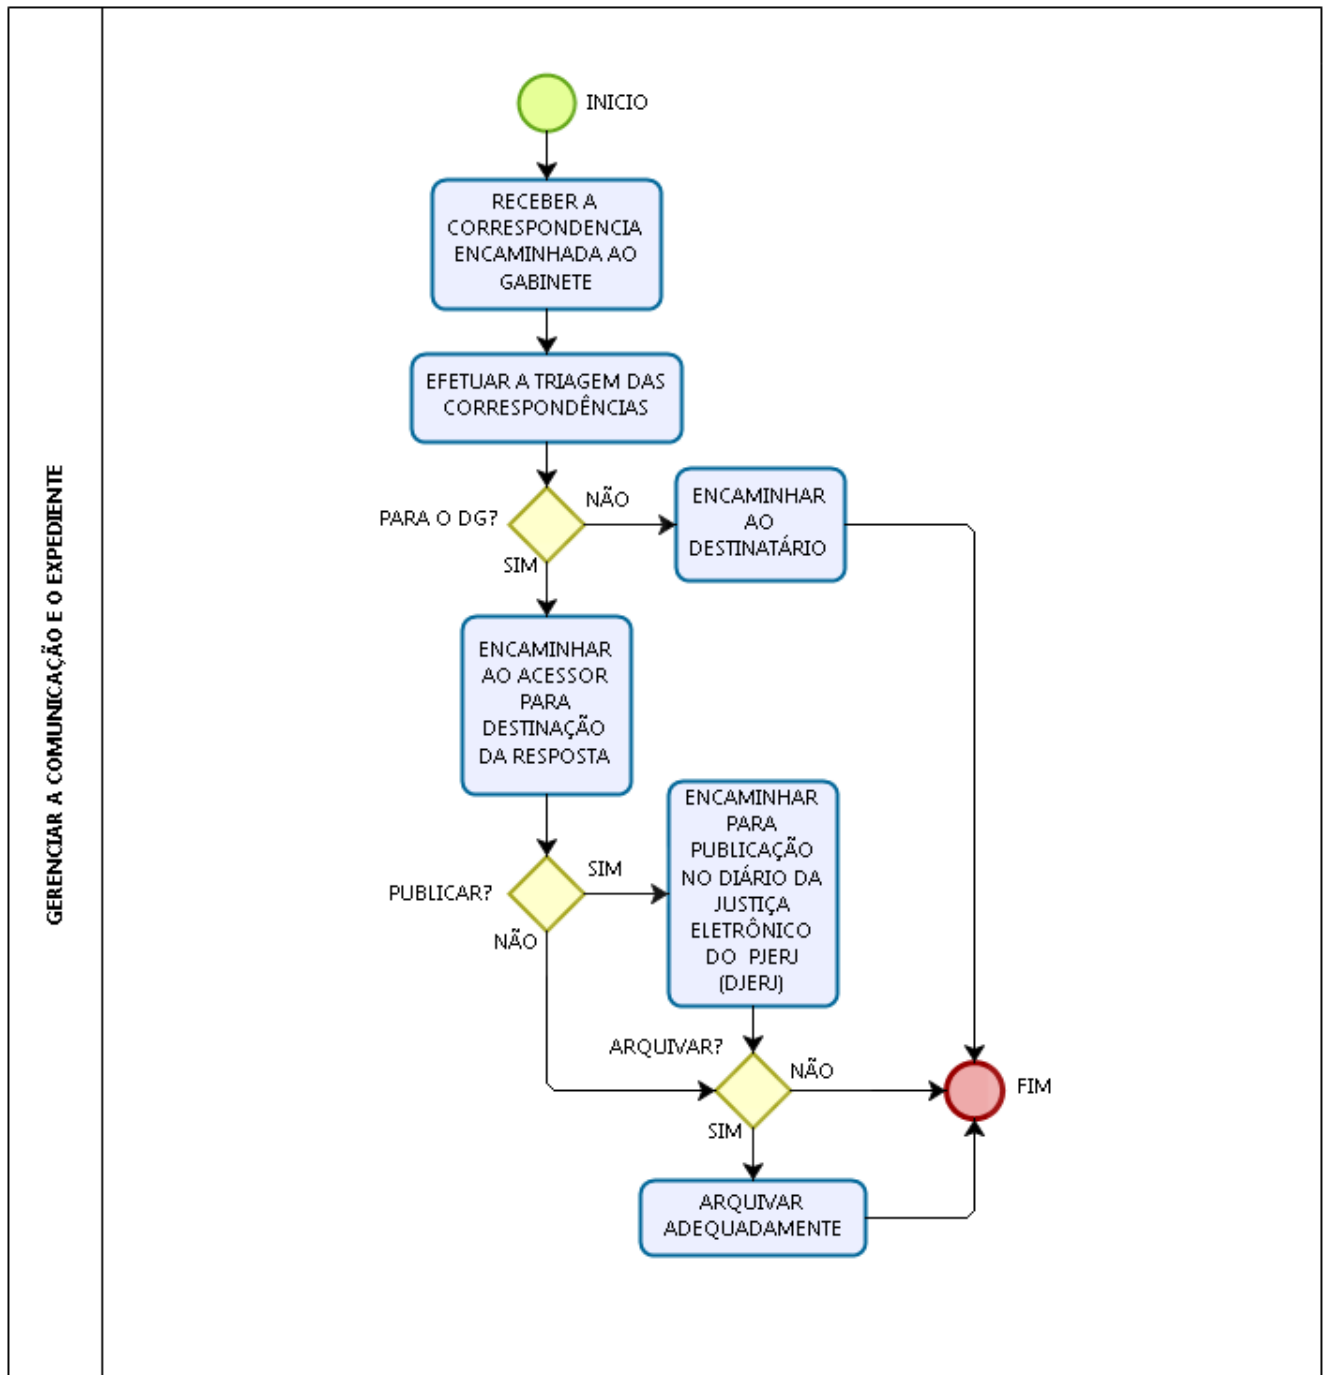 GERENCIAR A COMUNICAÇÃO E O EXPEDIENTE
INICIO
RECEBER A
CORRESPONDENCIA
ENCAMINHADA AO
GABINETE
EFETUAR A TRIAGEM DAS
CORRESPONDÊNCIAS
PARA O DG?
NÃO
SIM
ENCAMINHAR
AO
DESTINATÁRIO
ENCAMINHAR
AO ACESSOR
PARA
DESTINAÇÃO
DA RESPOSTA
PUBLICAR?
SIM
NÃO
ENCAMINHAR
PARA
PUBLICAÇÃO
NO DIÁRIO DA
JUSTIÇA
ELETRÔNICO
DO PJERJ
(DJERJ)
ARQUIVAR?
NÃO
SIM
FIM
ARQUIVAR
ADEQUADAMENTE